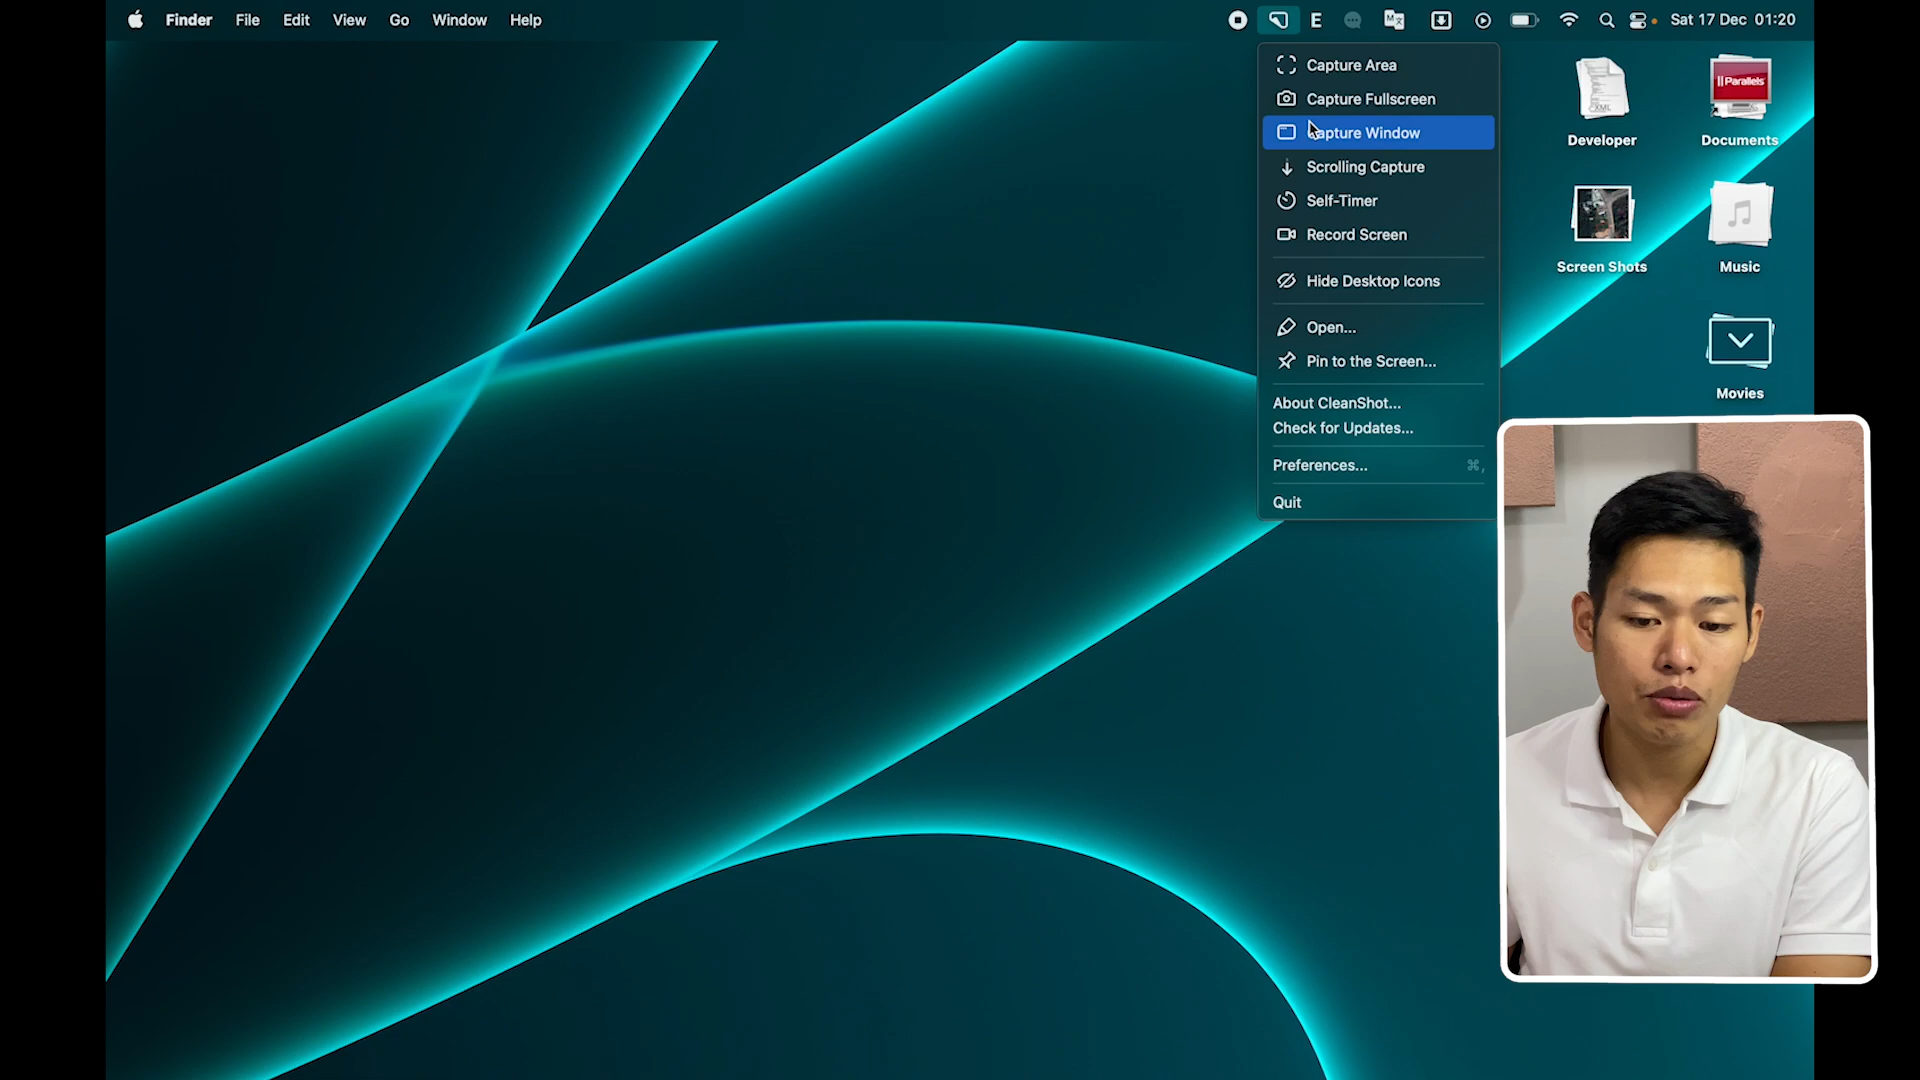 Finder File Edit View Go Window Help E Sat 17 Dec 01:20
Capture Area
Capture Fullscreen
Capture Window
Scrolling Capture
Self-Timer
Record Screen
Hide Desktop Icons
Open...
Pin to the Screen...
About CleanShot...
Check for Updates...
Preferences... ⌘,
Quit
Parallels
Developer
Documents
Screen Shots
Music
Movies